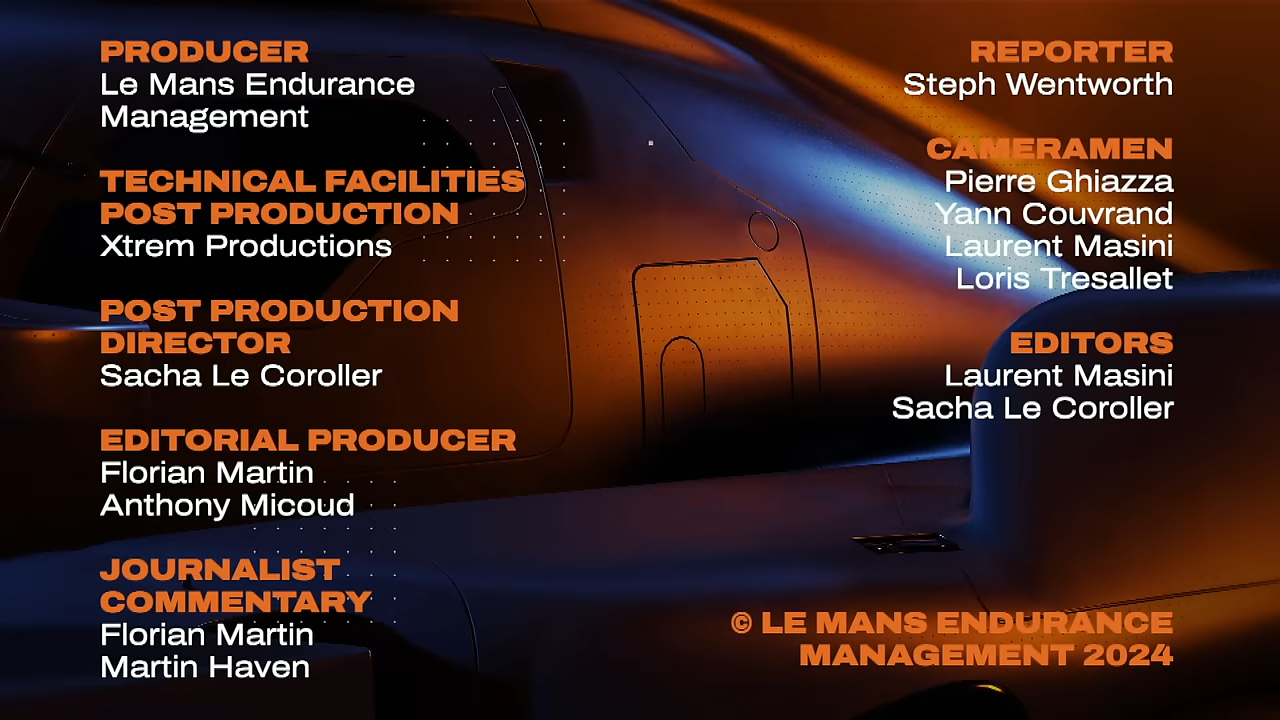 PRODUCER
Le Mans Endurance
Management
TECHNICAL FACILITIES
POST PRODUCTION
Xtrem Productions
POST PRODUCTION
DIRECTOR
Sacha Le Coroller
EDITORIAL PRODUCER
Florian Martin
Anthony Micoud
JOURNALIST
COMMENTARY
Florian Martin
Martin Haven
REPORTER
Steph Wentworth
CAMERAMEN
Pierre Ghiazza
Yann Couvrand
Laurent Masini
Loris Tresallet
EDITORS
Laurent Masini
Sacha Le Coroller
© LE MANS ENDURANCE
MANAGEMENT 2024